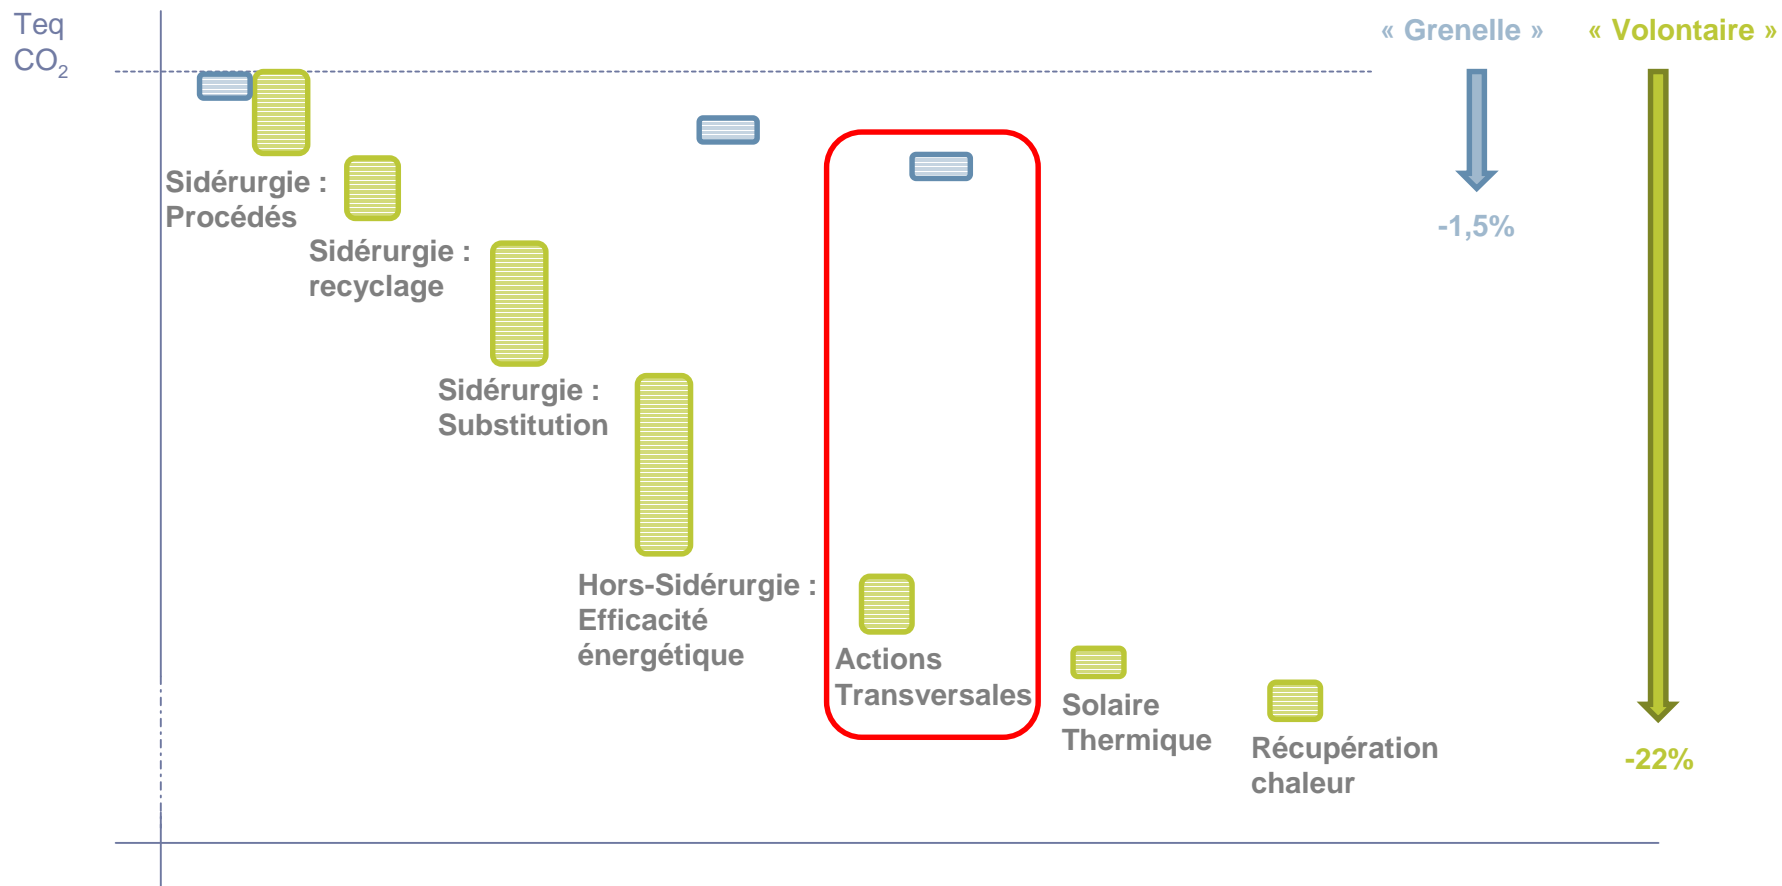 Teq
CO₂
« Grenelle »
« Volontaire »
Sidérurgie :
Procédés
-1,5%
Sidérurgie :
recyclage
Sidérurgie :
Substitution
Hors-Sidérurgie :
Efficacité
énergétique
Actions
Transversales
Solaire
Thermique
Récupération
chaleur
-22%